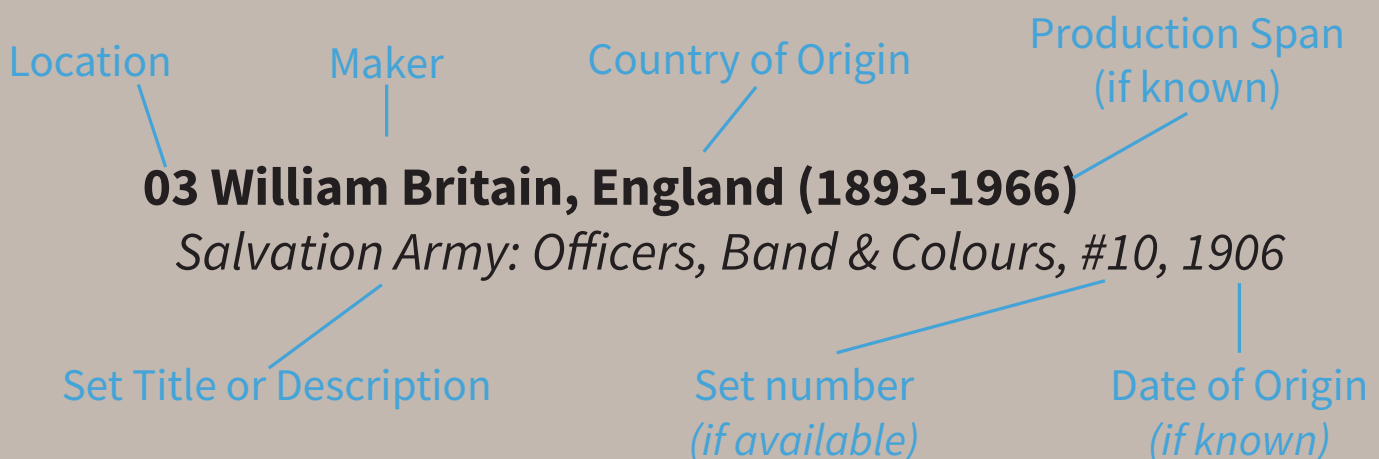 Location
Maker
Country of Origin
Production Span
(if known)
03 William Britain, England (1893-1966)
Salvation Army: Officers, Band & Colours, #10, 1906
Set Title or Description
Set number
(if available)
Date of Origin
(if known)